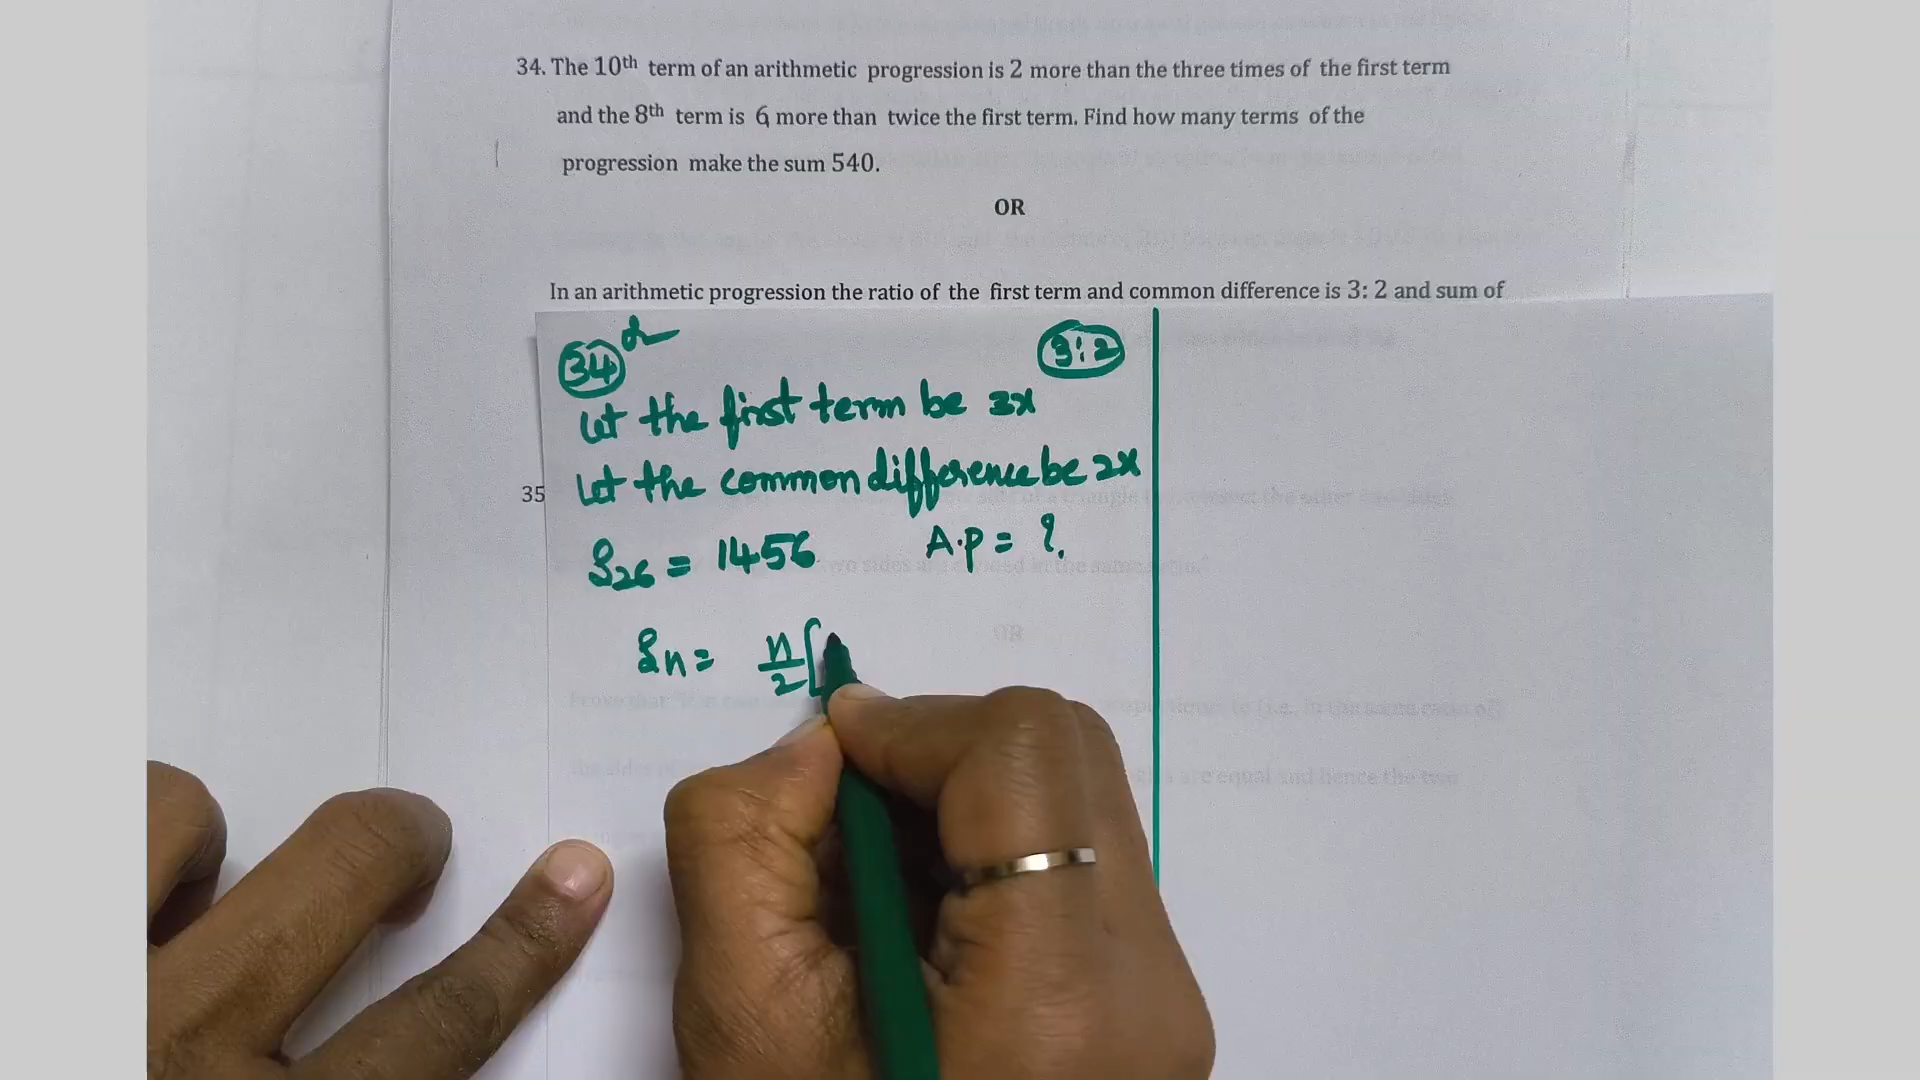 34. The 10th term of an arithmetic progression is 2 more than the three times of the first term
and the 8th term is 6 more than twice the first term. Find how many terms of the
progression make the sum 540.
OR
In an arithmetic progression the ratio of the first term and common difference is 3: 2 and sum of
34 or 3:2
Let the first term be 3x
35 Let the common difference be 2x
S26 = 1456 A.P = ?
Sn = n/2 [